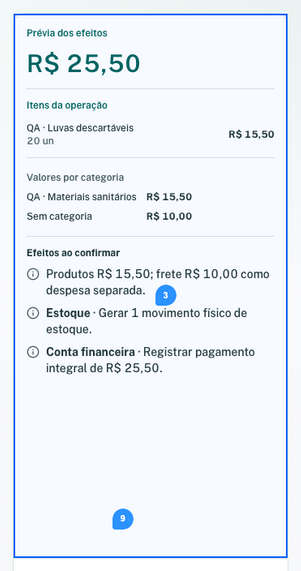 Prévia dos efeitos
R$ 25,50
Itens da operação
QA · Luvas descartáveis
20 un
R$ 15,50
Valores por categoria
QA · Materiais sanitários R$ 15,50
Sem categoria R$ 10,00
Efeitos ao confirmar
Produtos R$ 15,50; frete R$ 10,00 como
despesa separada.
3
Estoque · Gerar 1 movimento físico de
estoque.
Conta financeira · Registrar pagamento
integral de R$ 25,50.
9